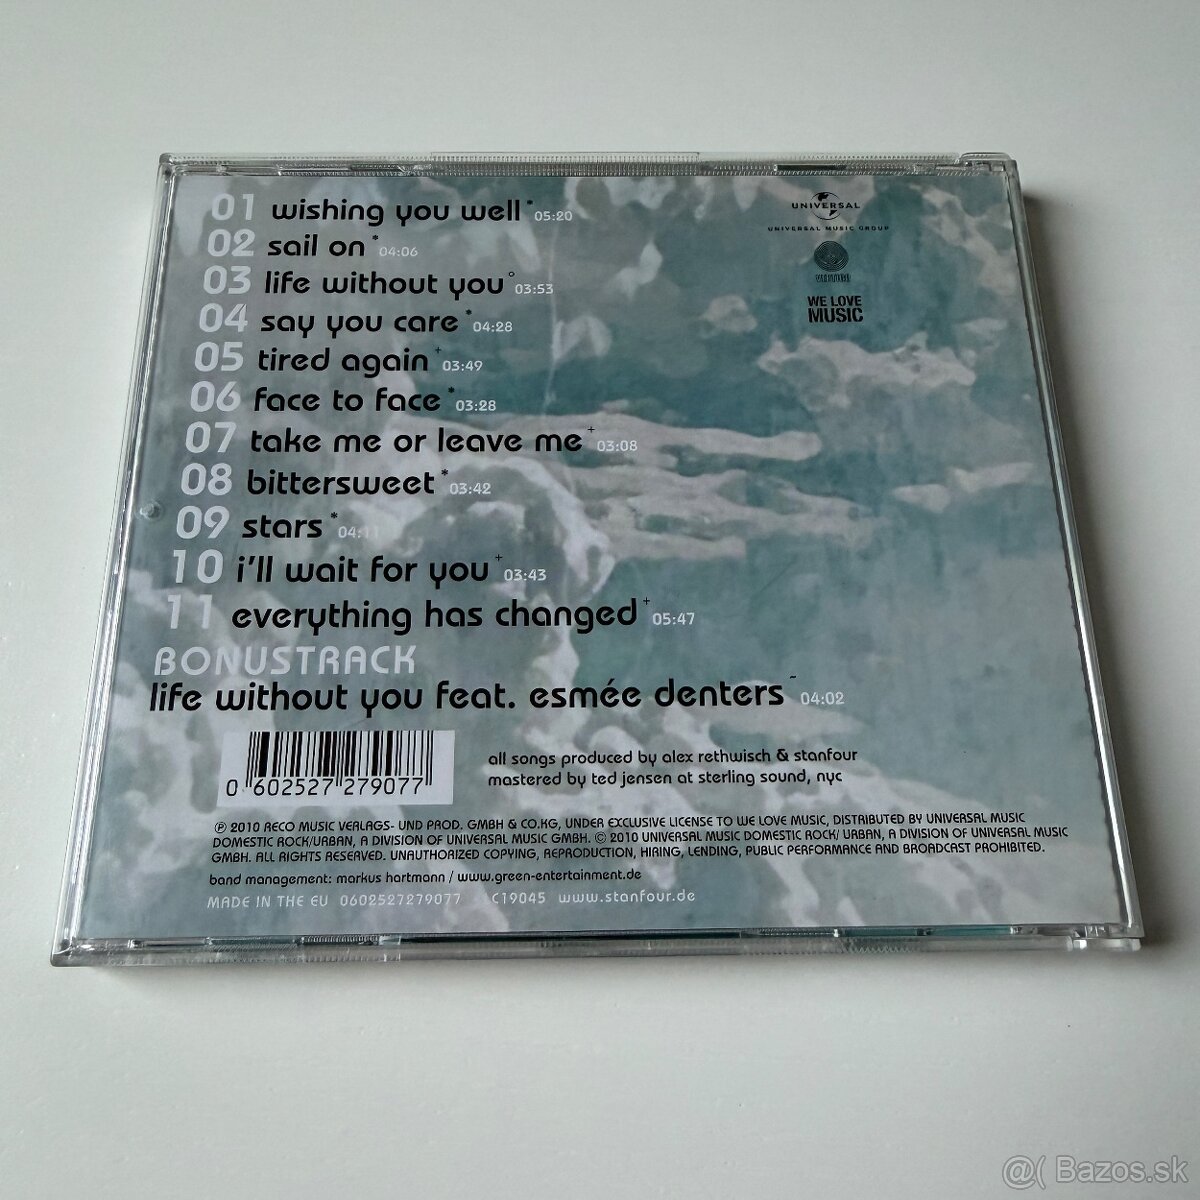 01 wishing you well* 05:20
02 sail on* 04:06
03 life without you° 03:53
04 say you care* 04:28
05 tired again+ 03:49
06 face to face* 03:28
07 take me or leave me+ 03:08
08 bittersweet* 03:42
09 stars* 04:11
10 i'll wait for you+ 03:43
11 everything has changed+ 05:47
BONUSTRACK
life without you feat. esmée denters~ 04:02
UNIVERSAL
UNIVERSAL MUSIC GROUP
WE LOVE
MUSIC
0 602527 279077
all songs produced by alex rethwisch & stanfour
mastered by ted jensen at sterling sound, nyc
℗ 2010 RECO MUSIC VERLAGS- UND PROD. GMBH & CO.KG, UNDER EXCLUSIVE LICENSE TO WE LOVE MUSIC, DISTRIBUTED BY UNIVERSAL MUSIC
DOMESTIC ROCK/URBAN, A DIVISION OF UNIVERSAL MUSIC GMBH. © 2010 UNIVERSAL MUSIC DOMESTIC ROCK/ URBAN, A DIVISION OF UNIVERSAL MUSIC
GMBH. ALL RIGHTS RESERVED. UNAUTHORIZED COPYING, REPRODUCTION, HIRING, LENDING, PUBLIC PERFORMANCE AND BROADCAST PROHIBITED.
band management: markus hartmann / www.green-entertainment.de
MADE IN THE EU 0602527279077 LC19045 www.stanfour.de
@( Bazos.sk